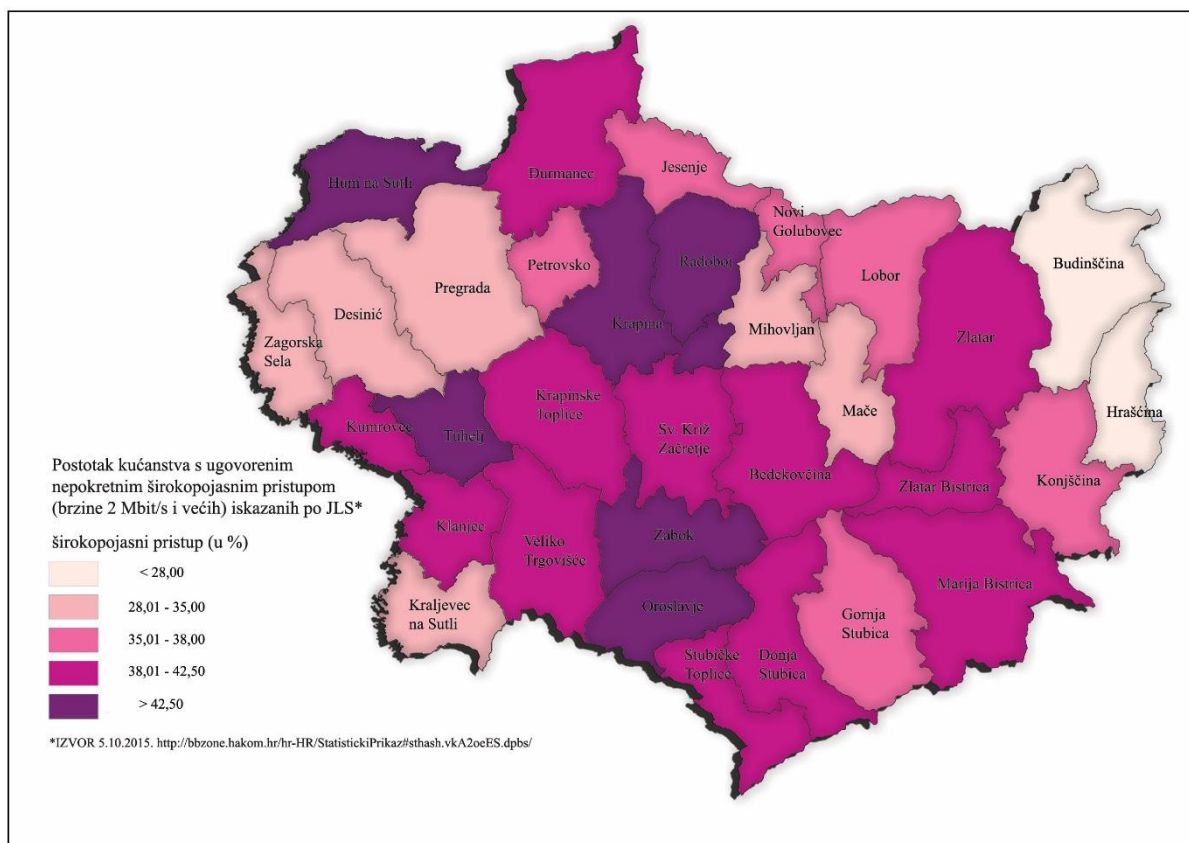 Hum na Sutli
Đurmanec
Jesenje
Novi
Golubovec
Lobor
Budinščina
Petrovsko
Radoboj
Krapina
Pregrada
Desinić
Zagorska
Sela
Mihovljan
Zlatar
Hrašćina
Mače
Krapinske
Toplice
Sv. Križ
Začretje
Kumrovec
Tuhelj
Bedekovčina
Zlatar Bistrica
Konjščina
Klanjec
Veliko
Trgovišće
Zabok
Marija Bistrica
Kraljevec
na Sutli
Oroslavje
Gornja
Stubica
Stubičke
Toplice
Donja
Stubica
Postotak kućanstva s ugovorenim
nepokretnim širokopojasnim pristupom
(brzine 2 Mbit/s i većih) iskazanih po JLS*
širokopojasni pristup (u %)
< 28,00
28,01 - 35,00
35,01 - 38,00
38,01 - 42,50
> 42,50
*IZVOR 5.10.2015. http://bbzone.hakom.hr/hr-HR/StatistickiPrikaz#sthash.vkA2oeES.dpbs/